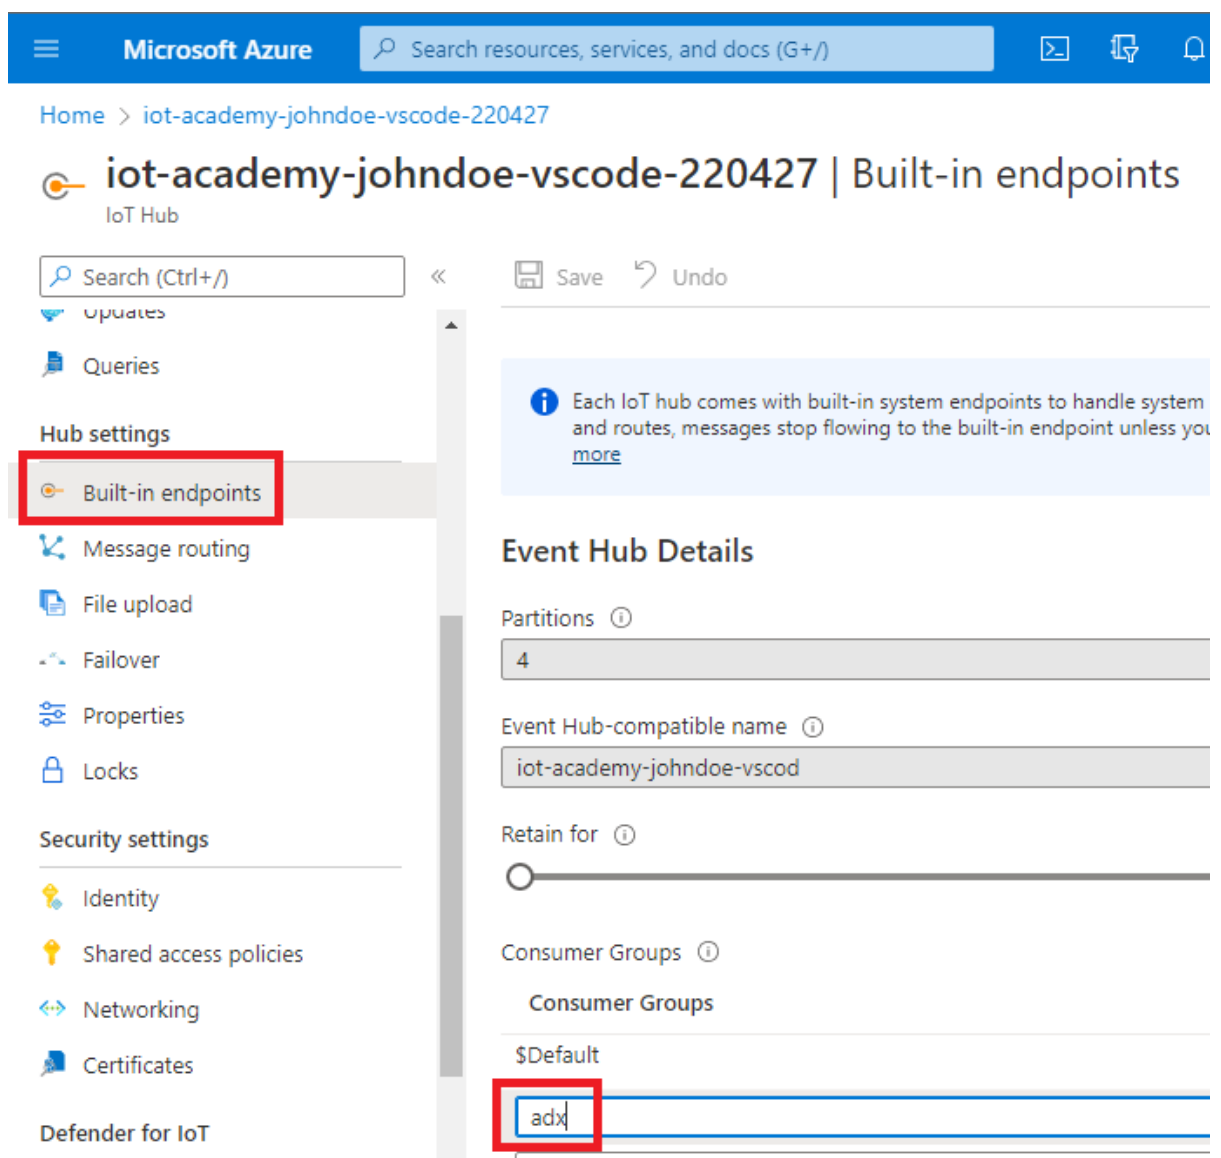 Microsoft Azure
Search resources, services, and docs (G+/)
Home > iot-academy-johndoe-vscode-220427
iot-academy-johndoe-vscode-220427 | Built-in endpoints
IoT Hub
Search (Ctrl+/)
«
Save
Undo
Updates
Queries
Hub settings
Built-in endpoints
Message routing
File upload
Failover
Properties
Locks
Security settings
Identity
Shared access policies
Networking
Certificates
Defender for IoT
Each IoT hub comes with built-in system endpoints to handle system
and routes, messages stop flowing to the built-in endpoint unless you
more
Event Hub Details
Partitions
4
Event Hub-compatible name
iot-academy-johndoe-vscod
Retain for
Consumer Groups
Consumer Groups
$Default
adx